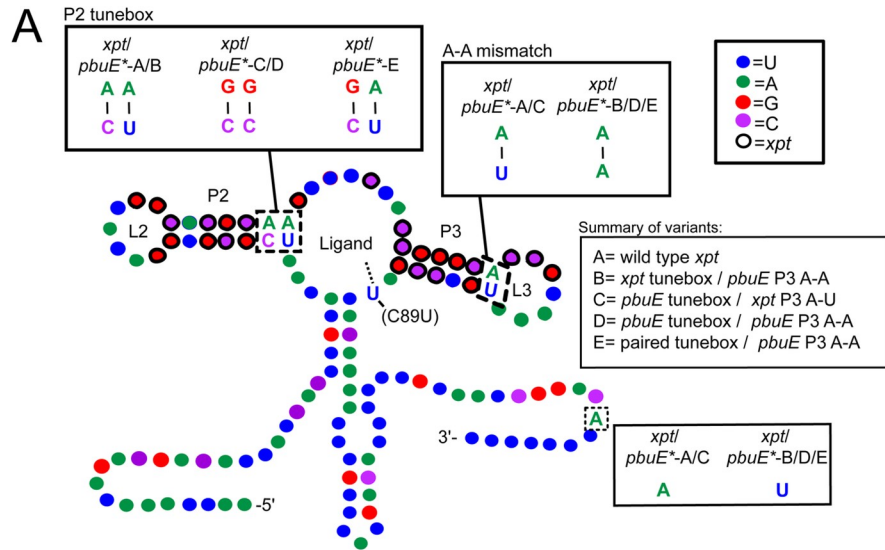 A
P2 tunebox
xpt/ xpt/ xpt/
pbuE*-A/B pbuE*-C/D pbuE*-E
A A G G G A
C U C C C U
A-A mismatch
xpt/ xpt/
pbuE*-A/C pbuE*-B/D/E
A A
U A
=U
=A
=G
=C
=xpt
P2
A A
C U
L2
Ligand
P3
A
U
L3
U
(C89U)
Summary of variants:
A= wild type xpt
B= xpt tunebox / pbuE P3 A-A
C= pbuE tunebox / xpt P3 A-U
D= pbuE tunebox / pbuE P3 A-A
E= paired tunebox / pbuE P3 A-A
A
3'-
-5'
xpt/ xpt/
pbuE*-A/C pbuE*-B/D/E
A U